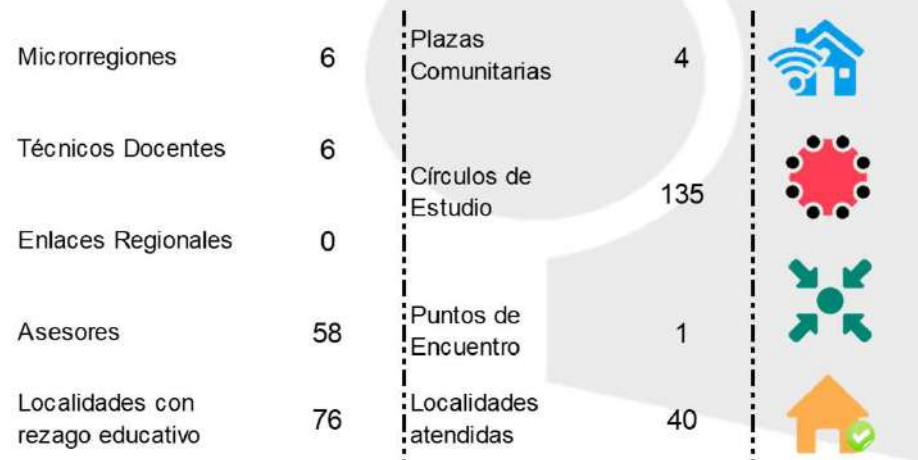 Microrregiones 6
Técnicos Docentes 6
Enlaces Regionales 0
Asesores 58
Localidades con
rezago educativo 76
Plazas
Comunitarias 4
Círculos de
Estudio 135
Puntos de
Encuentro 1
Localidades
atendidas 40